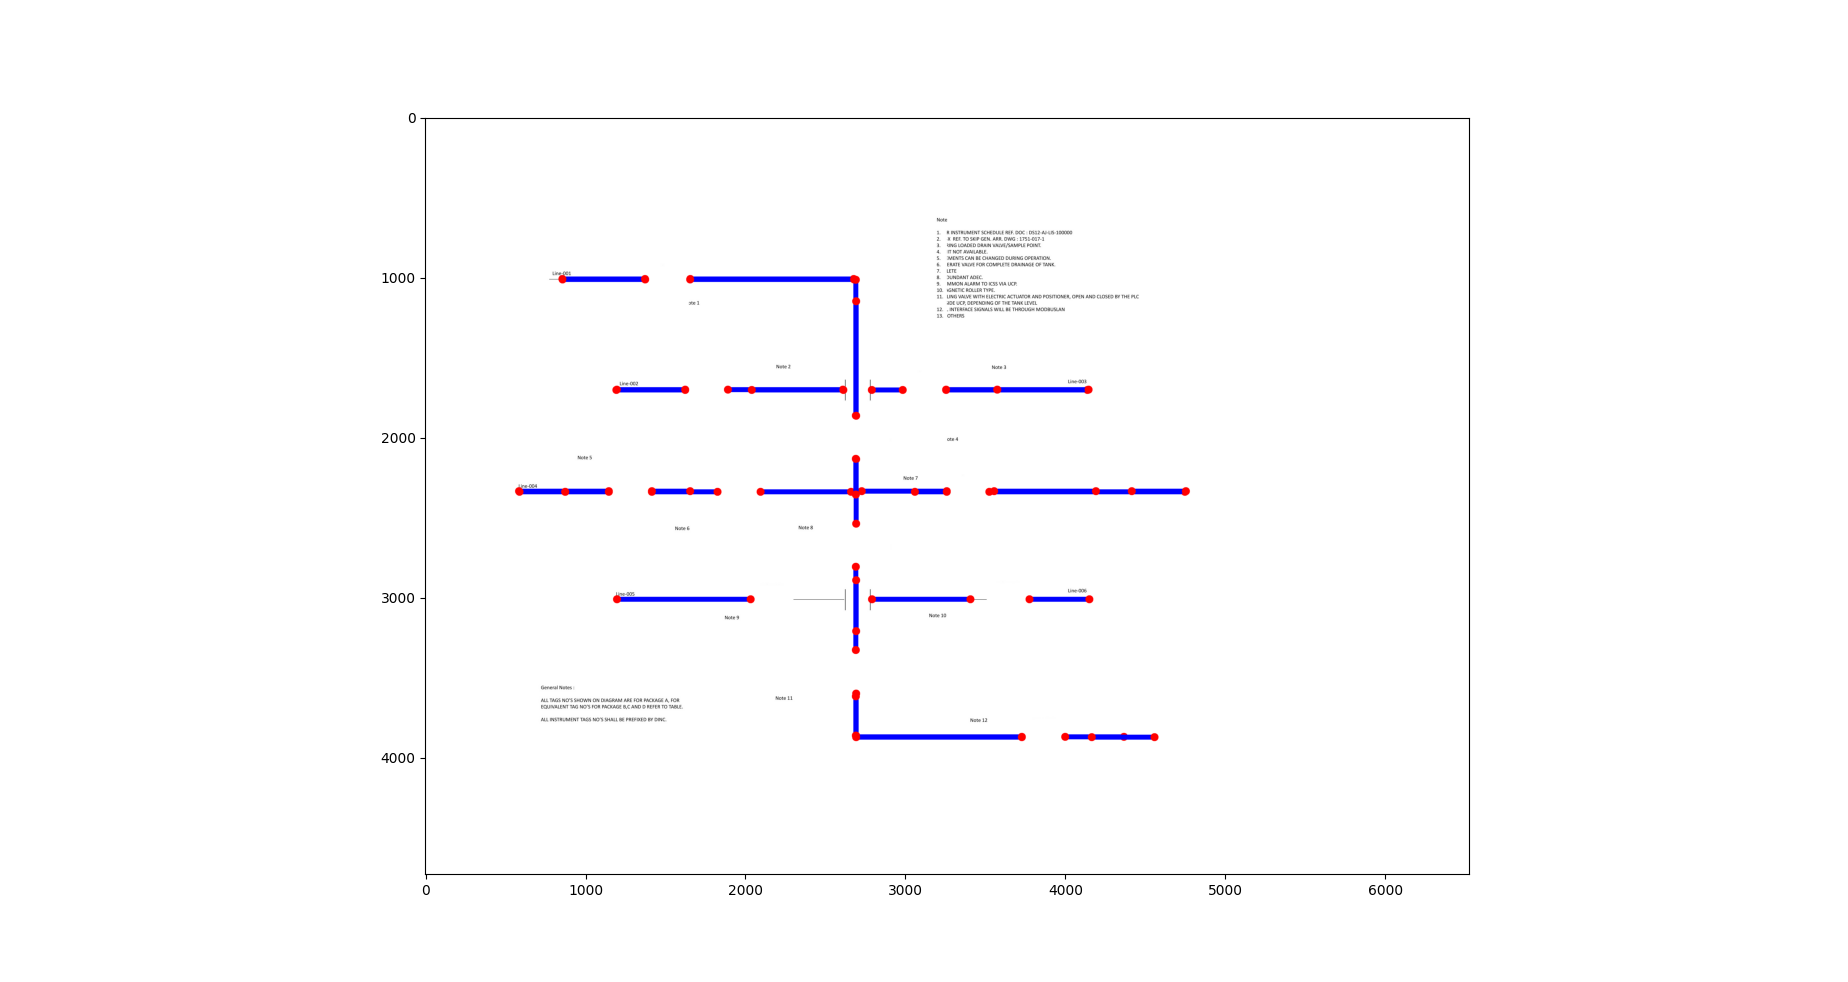 0
Note
1. R INSTRUMENT SCHEDULE REF. DOC : DS12-AJ-LIS-100000
2. REF. TO SKIP GEN. ARR. DWG : 1751-017-1
3. LOADED DRAIN VALVE/SAMPLE POINT.
4. NOT AVAILABLE.
5. CAN BE CHANGED DURING OPERATION.
6. ERATE VALVE FOR COMPLETE DRAINAGE OF TANK.
1000
Line-001
7. LETE
8. UNDANT ADEC.
9. MMON ALARM TO ICSS VIA UCP.
10. GNETIC ROLLER TYPE.
11. LING VALVE WITH ELECTRIC ACTUATOR AND POSITIONER, OPEN AND CLOSED BY THE PLC
ote 1
UCP, DEPENDING OF THE TANK LEVEL
12. INTERFACE SIGNALS WILL BE THROUGH MODBUSLAN
13. OTHERS
Note 2
Note 3
Line-002
Line-003
2000
ote 4
Note 5
Note 7
Line-004
Note 6
Note 8
3000
Line-005
Line-006
Note 9
Note 10
General Notes :
ALL TAGS NO'S SHOWN ON DIAGRAM ARE FOR PACKAGE A, FOR
EQUIVALENT TAG NO'S FOR PACKAGE B,C AND D REFER TO TABLE.
ALL INSTRUMENT TAGS NO'S SHALL BE PREFIXED BY DINC.
Note 11
Note 12
4000
0 1000 2000 3000 4000 5000 6000